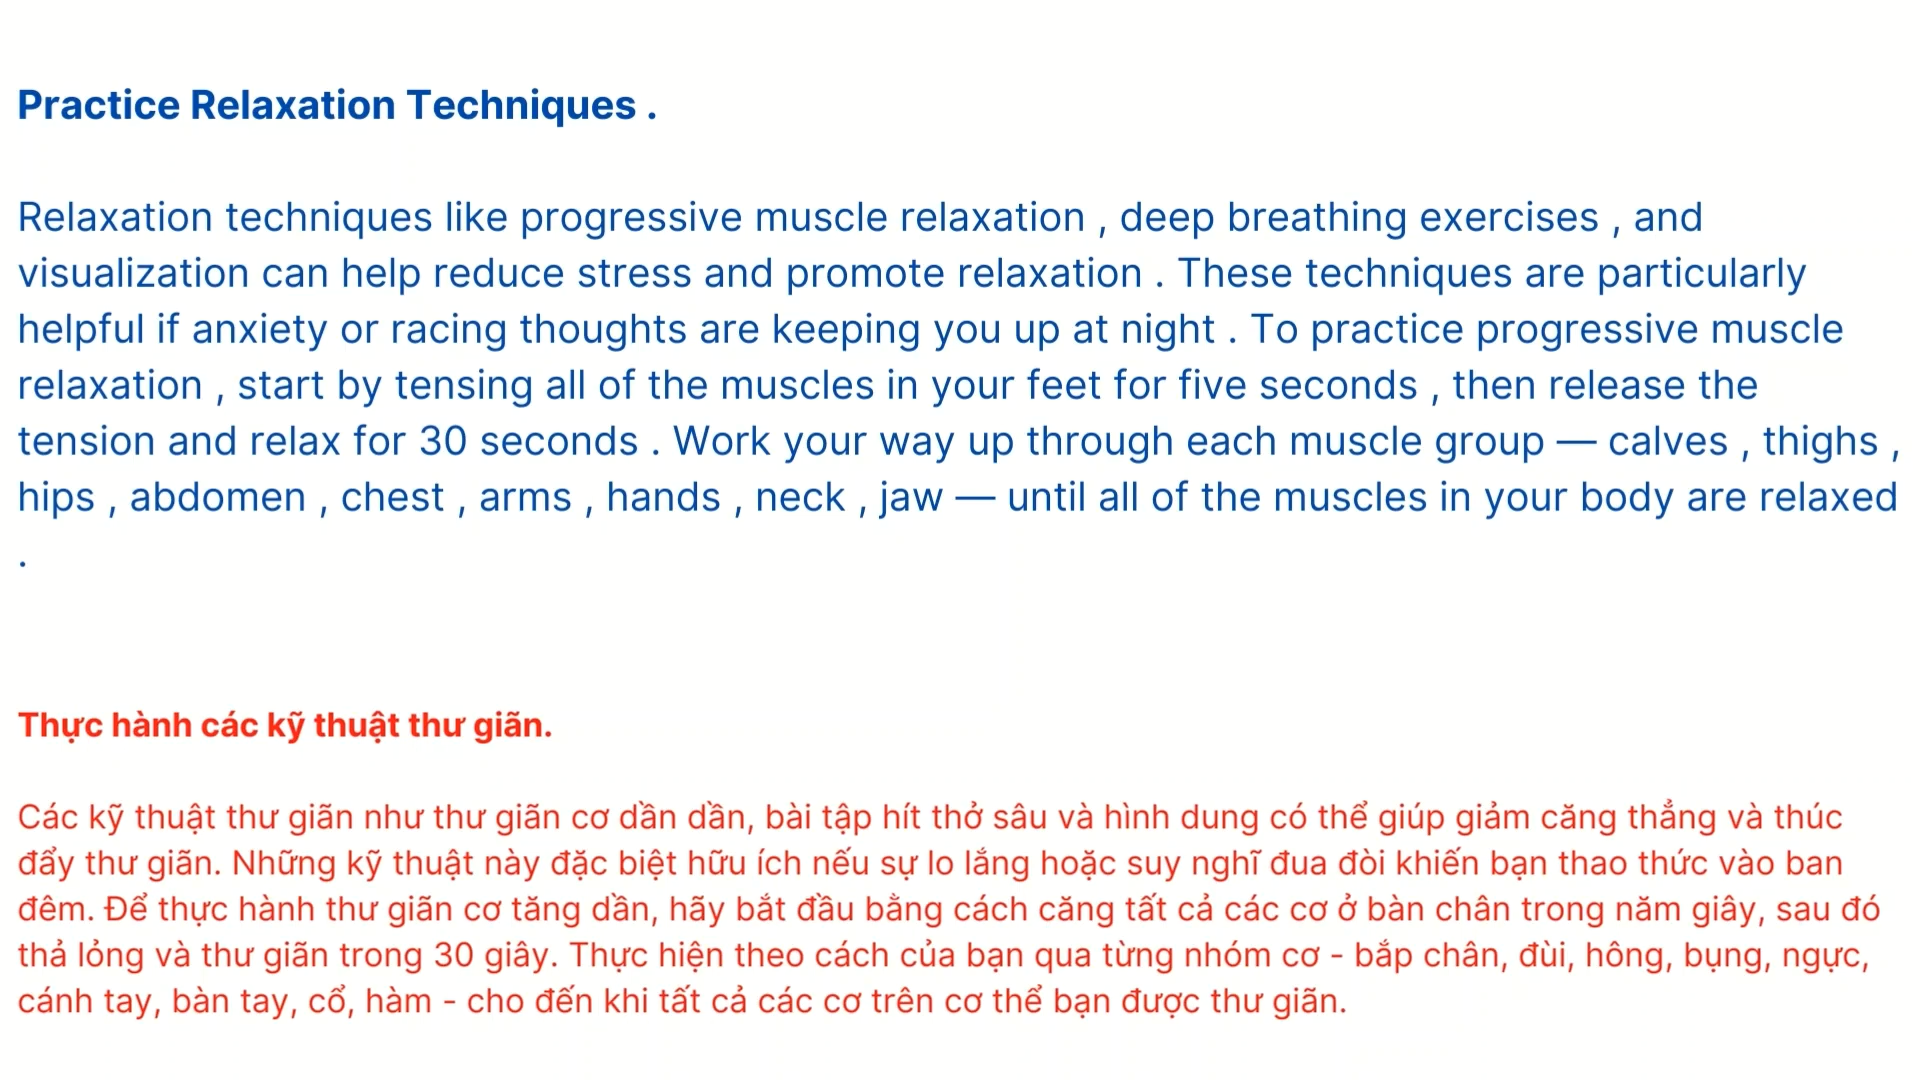 Practice Relaxation Techniques .
Relaxation techniques like progressive muscle relaxation , deep breathing exercises , and
visualization can help reduce stress and promote relaxation . These techniques are particularly
helpful if anxiety or racing thoughts are keeping you up at night . To practice progressive muscle
relaxation , start by tensing all of the muscles in your feet for five seconds , then release the
tension and relax for 30 seconds . Work your way up through each muscle group — calves , thighs ,
hips , abdomen , chest , arms , hands , neck , jaw — until all of the muscles in your body are relaxed
.
Thực hành các kỹ thuật thư giãn.
Các kỹ thuật thư giãn như thư giãn cơ dần dần, bài tập hít thở sâu và hình dung có thể giúp giảm căng thẳng và thúc
đẩy thư giãn. Những kỹ thuật này đặc biệt hữu ích nếu sự lo lắng hoặc suy nghĩ đua đòi khiến bạn thao thức vào ban
đêm. Để thực hành thư giãn cơ tăng dần, hãy bắt đầu bằng cách căng tất cả các cơ ở bàn chân trong năm giây, sau đó
thả lỏng và thư giãn trong 30 giây. Thực hiện theo cách của bạn qua từng nhóm cơ - bắp chân, đùi, hông, bụng, ngực,
cánh tay, bàn tay, cổ, hàm - cho đến khi tất cả các cơ trên cơ thể bạn được thư giãn.